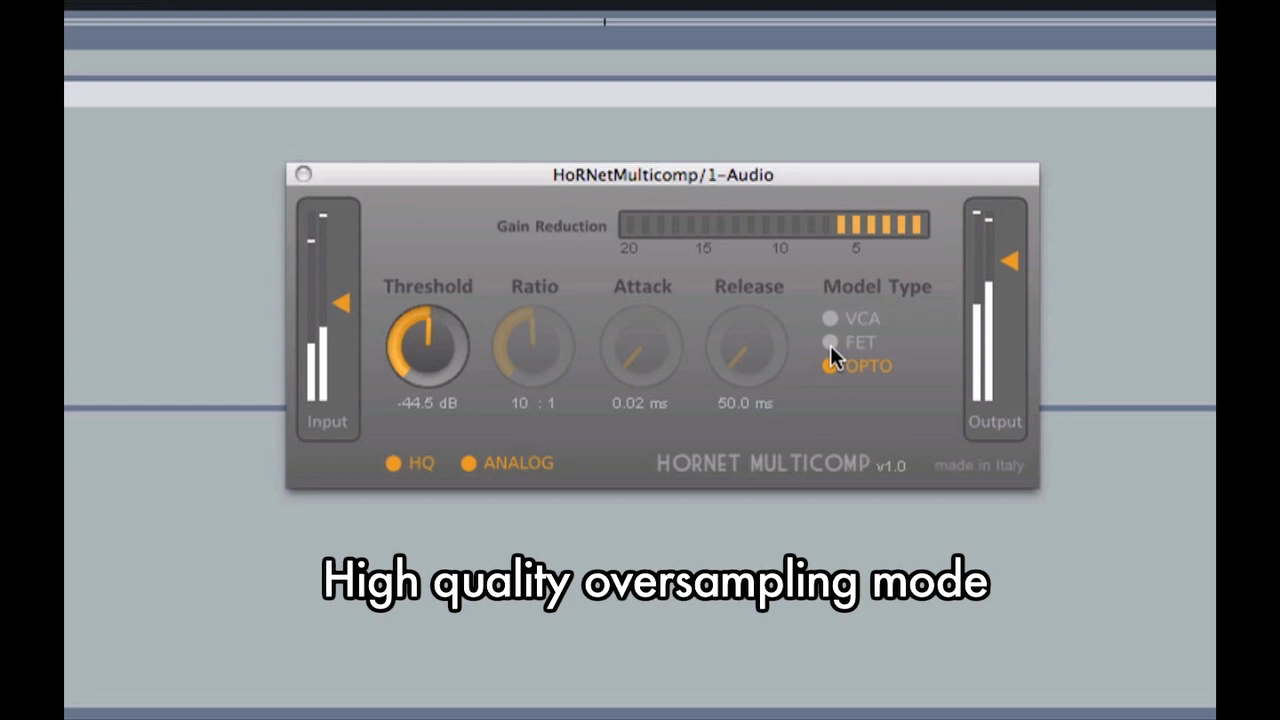 HoRNetMulticomp/1-Audio
Gain Reduction
20 15 10 5
Threshold Ratio Attack Release Model Type
VCA
FET
OPTO
-44.5 dB 10 : 1 0.02 ms 50.0 ms
Input Output
HQ ANALOG HORNET MULTICOMP v1.0 made in Italy
High quality oversampling mode